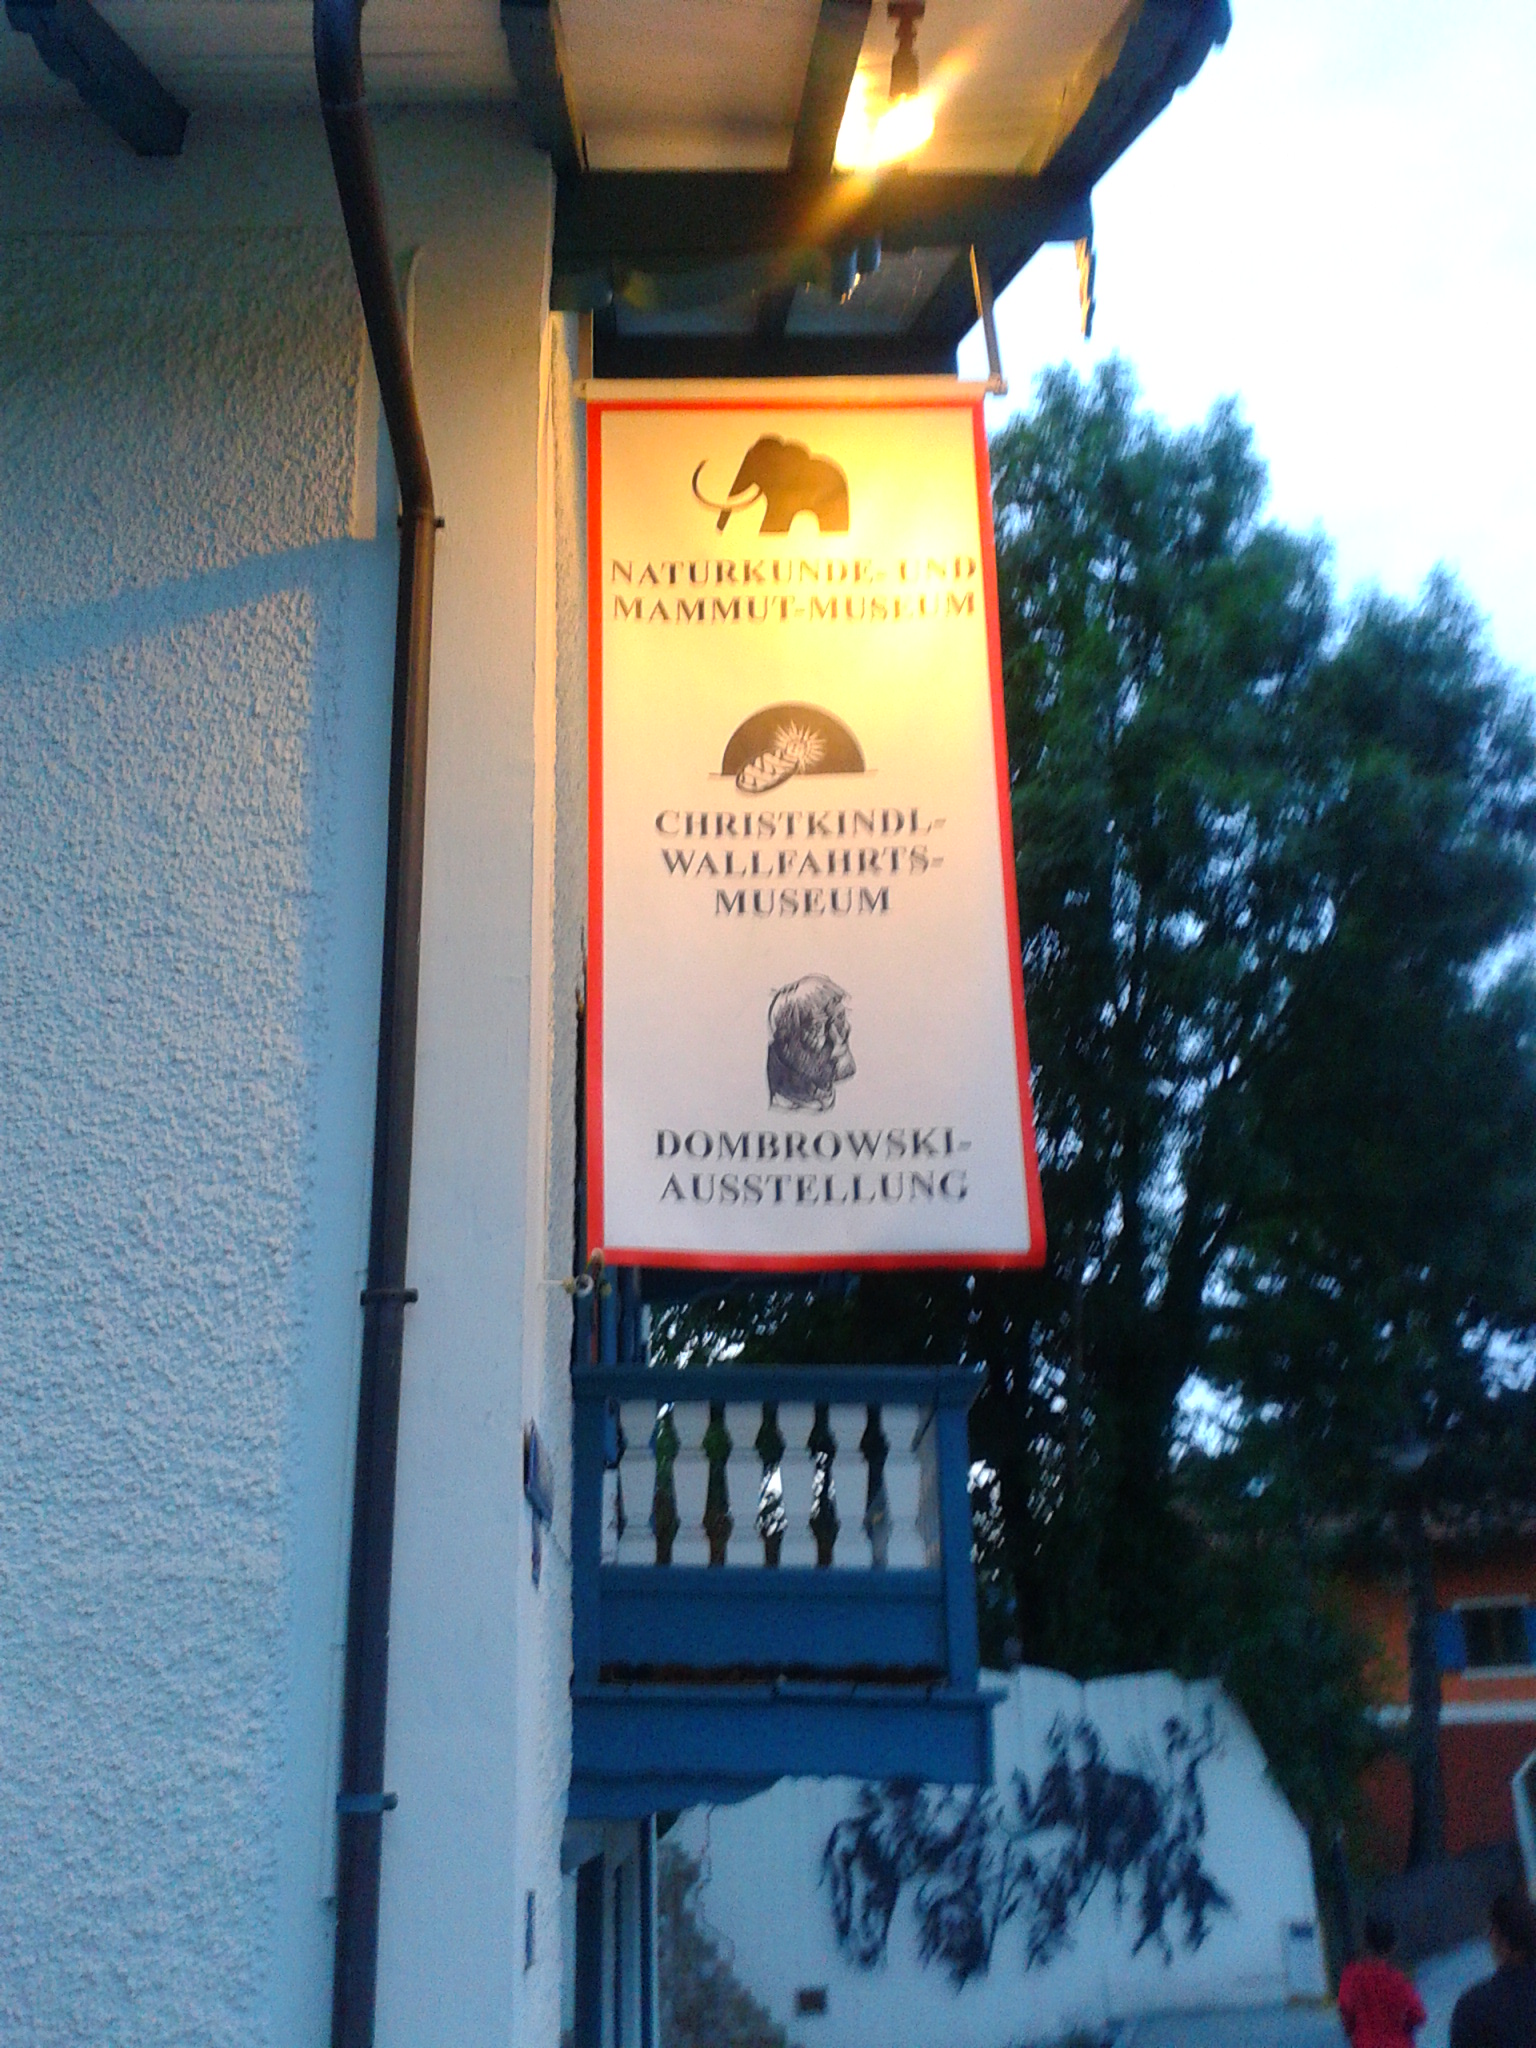 NATURKUNDE- UND
MAMMUT-MUSEUM
CHRISTKINDL-
WALLFAHRTS-
MUSEUM
DOMBROWSKI-
AUSSTELLUNG